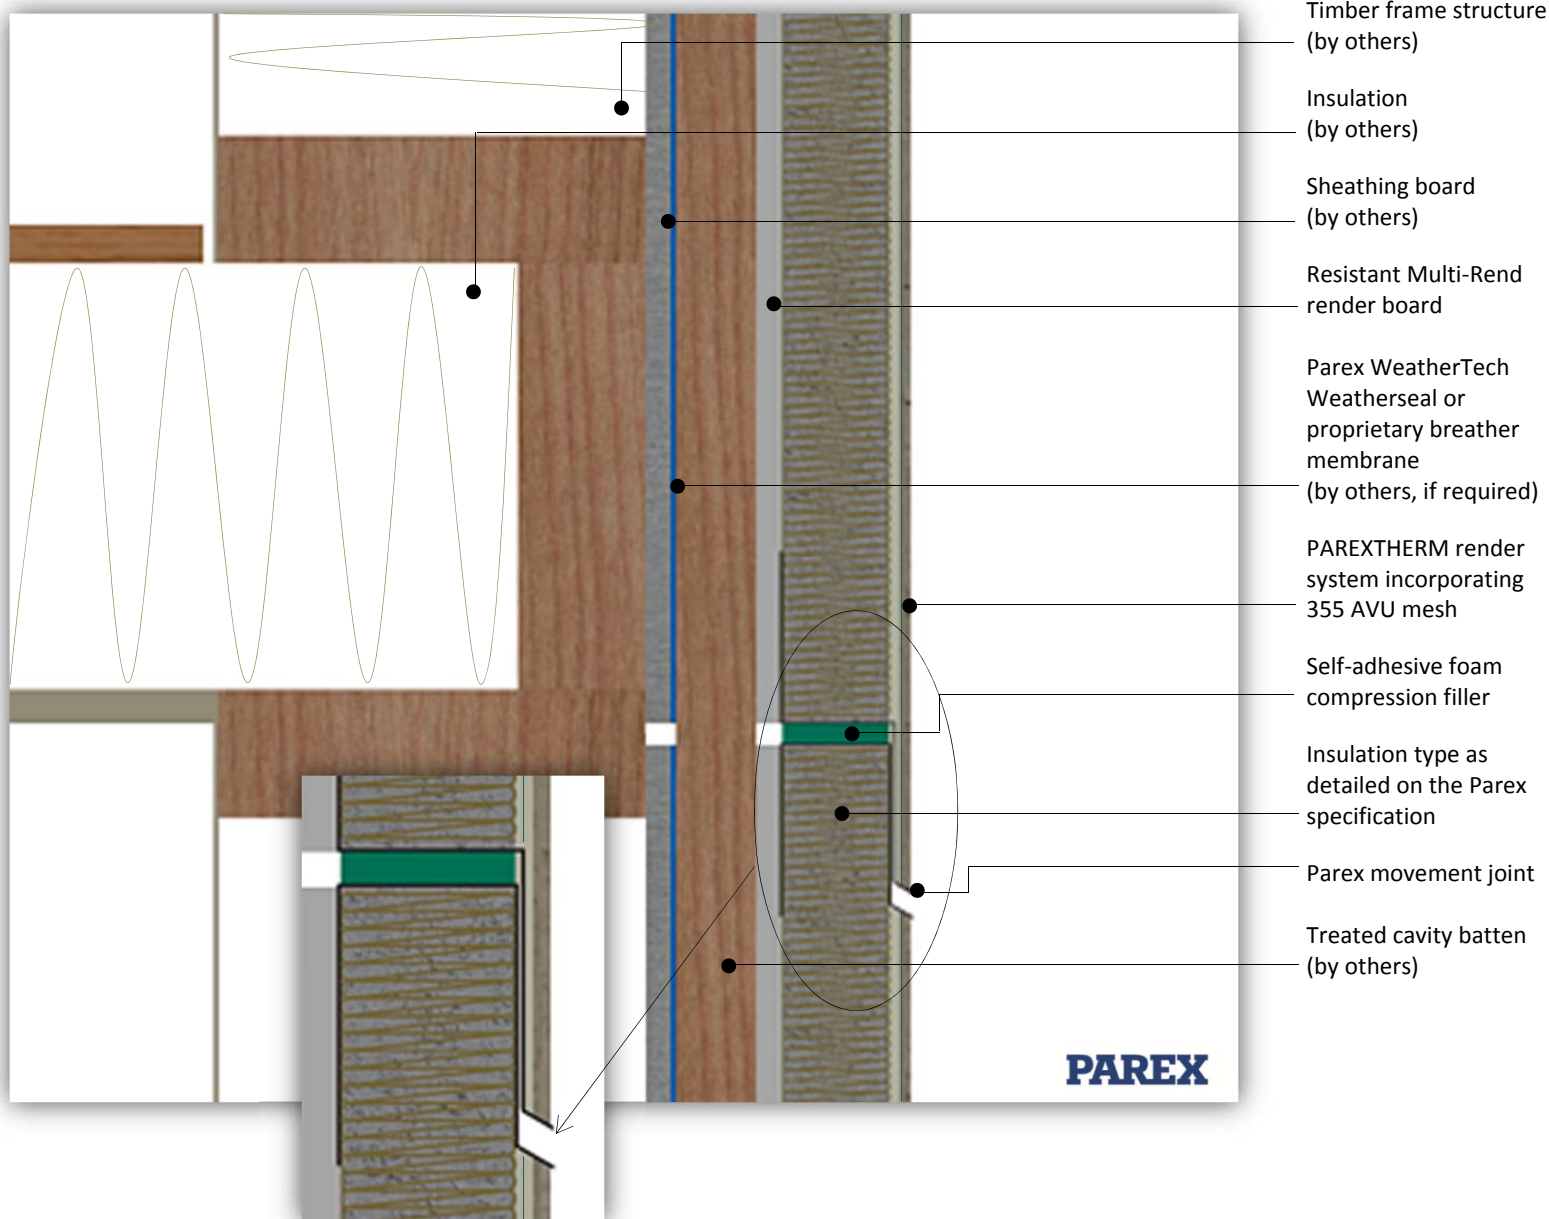 Timber frame structure
(by others)
Insulation
(by others)
Sheathing board
(by others)
Resistant Multi-Rend
render board
Parex WeatherTech
Weatherseal or
proprietary breather
membrane
(by others, if required)
PAREXTHERM render
system incorporating
355 AVU mesh
Self-adhesive foam
compression filler
Insulation type as
detailed on the Parex
specification
Parex movement joint
Treated cavity batten
(by others)
PAREX